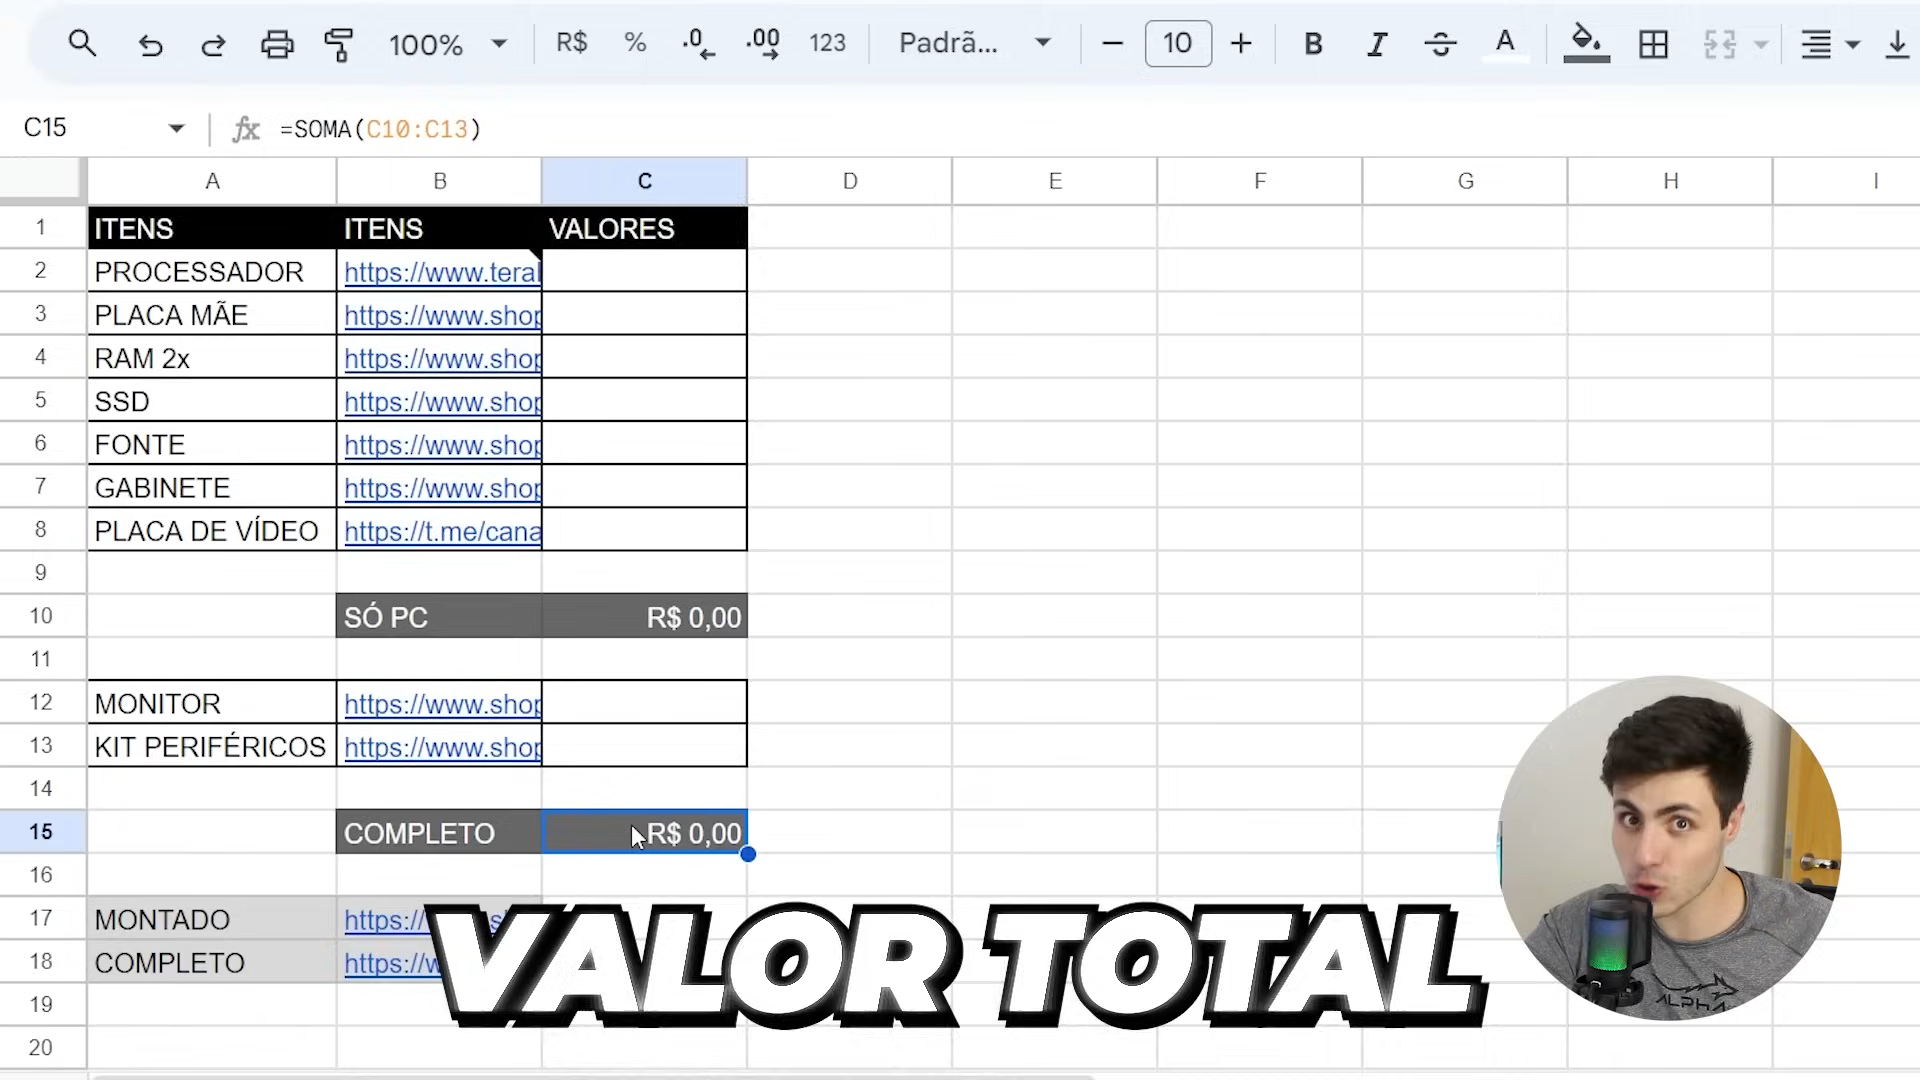 100% R$ % .0 .00 123 Padrã... 10 B I S A
C15 fx =SOMA(C10:C13)
A B C D E F G H I
1 ITENS ITENS VALORES
2 PROCESSADOR https://www.tera
3 PLACA MÃE https://www.shop
4 RAM 2x https://www.shop
5 SSD https://www.shop
6 FONTE https://www.shop
7 GABINETE https://www.shop
8 PLACA DE VÍDEO https://t.me/cana
9
10 SÓ PC R$ 0,00
11
12 MONITOR https://www.shop
13 KIT PERIFÉRICOS https://www.shop
14
15 COMPLETO R$ 0,00
16
17 MONTADO https://
18 COMPLETO https://w
VALOR TOTAL
19
20
ALPHA